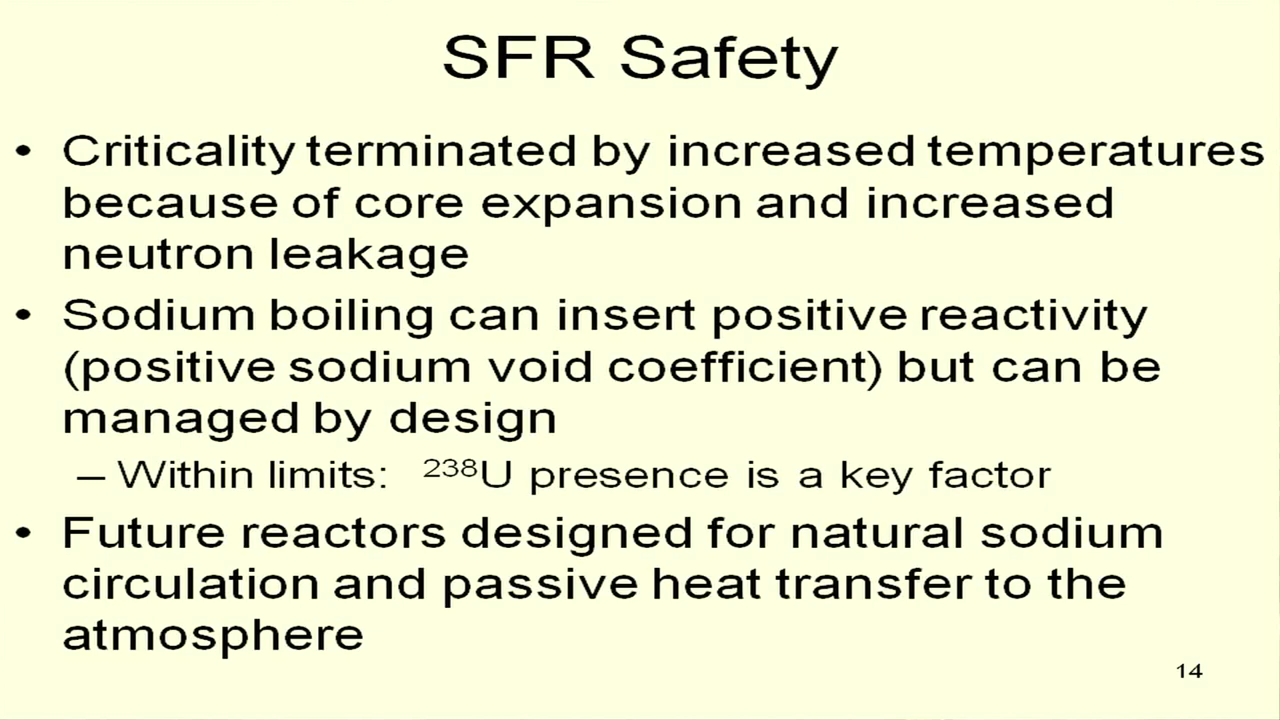 SFR Safety
• Criticality terminated by increased temperatures
because of core expansion and increased
neutron leakage
• Sodium boiling can insert positive reactivity
(positive sodium void coefficient) but can be
managed by design
– Within limits: ²³⁸U presence is a key factor
• Future reactors designed for natural sodium
circulation and passive heat transfer to the
atmosphere
14